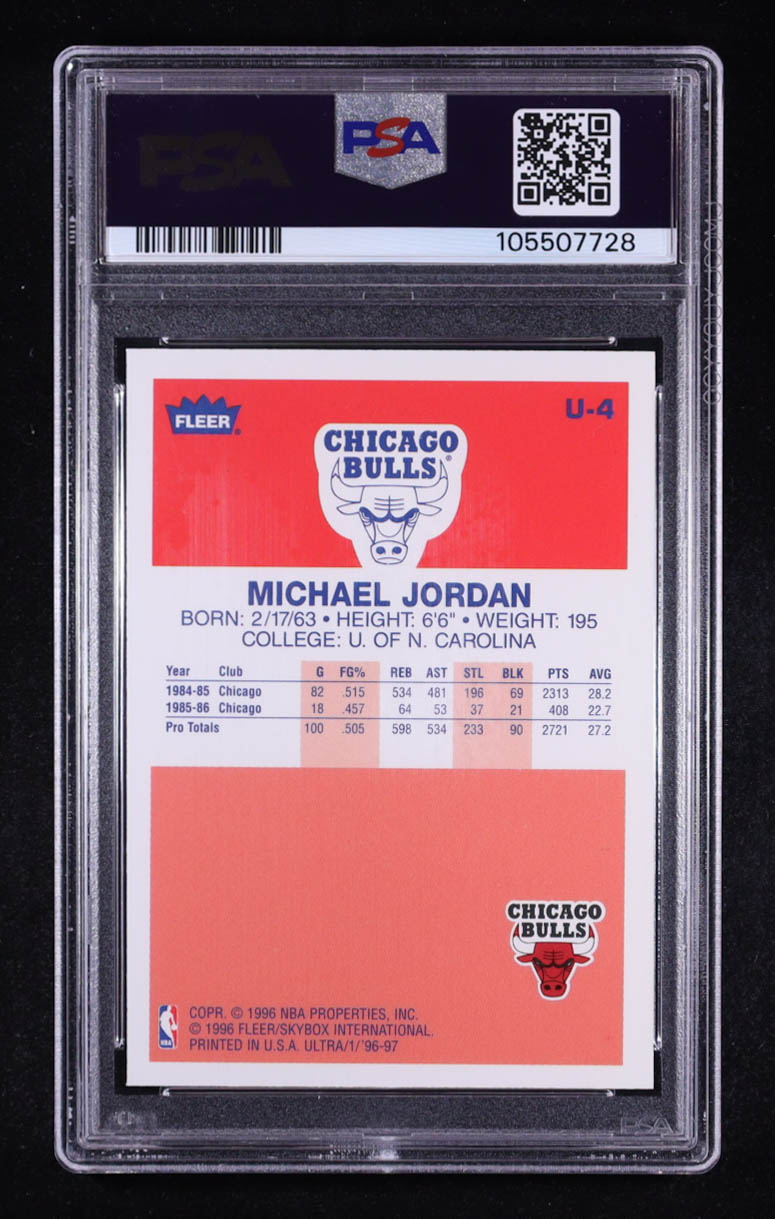 PSA
PSA
105507728
FLEER®
U-4
CHICAGO
BULLS®
MICHAEL JORDAN
BORN: 2/17/63 • HEIGHT: 6'6" • WEIGHT: 195
COLLEGE: U. OF N. CAROLINA
Year Club G FG% REB AST STL BLK PTS AVG
1984-85 Chicago 82 .515 534 481 196 69 2313 28.2
1985-86 Chicago 18 .457 64 53 37 21 408 22.7
Pro Totals 100 .505 598 534 233 90 2721 27.2
CHICAGO
BULLS
NBA
COPR. © 1996 NBA PROPERTIES, INC.
© 1996 FLEER/SKYBOX INTERNATIONAL.
PRINTED IN U.S.A. ULTRA/1/'96-97
PSA